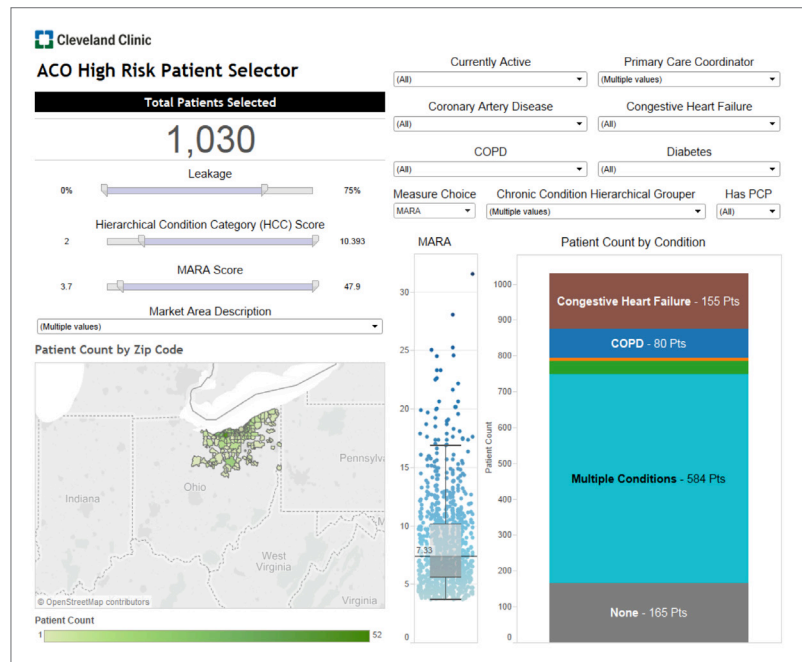 Cleveland Clinic
ACO High Risk Patient Selector
Total Patients Selected
1,030
Leakage
0%
75%
Hierarchical Condition Category (HCC) Score
2
10.393
MARA Score
3.7
47.9
Market Area Description
(Multiple values)
Currently Active
Primary Care Coordinator
(All)
(Multiple values)
Coronary Artery Disease
Congestive Heart Failure
(All)
(All)
COPD
Diabetes
(All)
(All)
Measure Choice
Chronic Condition Hierarchical Grouper
Has PCP
MARA
(Multiple values)
(All)
Patient Count by Zip Code
Indiana
Ohio
Pennsylva
West
Virginia
Virginia
© OpenStreetMap contributors
Patient Count
1
52
MARA
30
25
20
15
10
7.33
5
0
Patient Count by Condition
Patient Count
1000
900
800
700
600
500
400
300
200
100
0
Congestive Heart Failure - 155 Pts
COPD - 80 Pts
Multiple Conditions - 584 Pts
None - 165 Pts